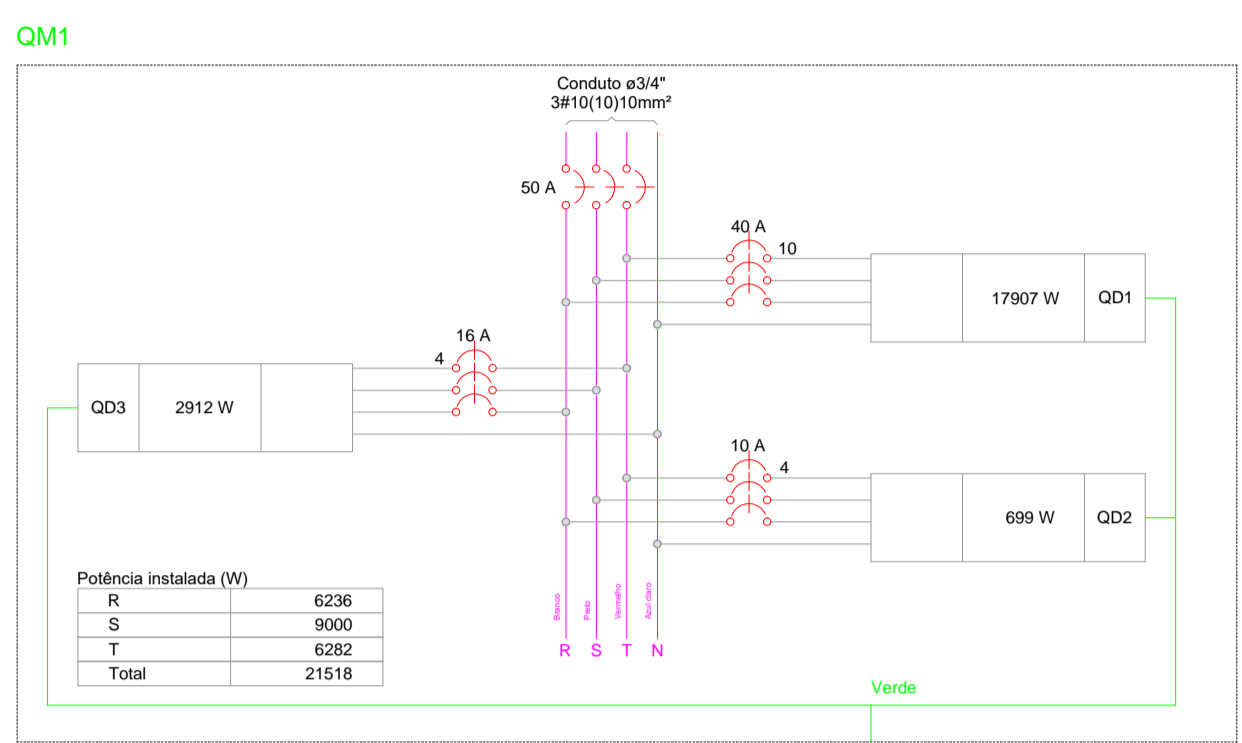 QM1
Conduto ø3/4"
3#10(10)10mm²
50 A
40 A
10
17907 W
QD1
16 A
4
QD3
2912 W
10 A
4
699 W
QD2
Potência instalada (W)
R 6236
S 9000
T 6282
Total 21518
Branco
Preto
Vermelho
Azul claro
R S T N
Verde